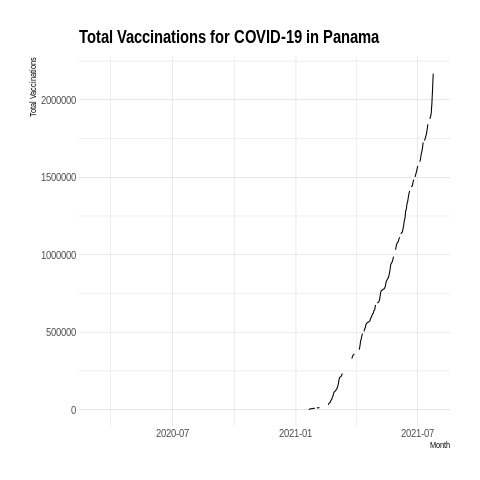 Total Vaccinations for COVID-19 in Panama
Total Vaccinations
2000000
1500000
1000000
500000
0
2020-07
2021-01
2021-07
Month